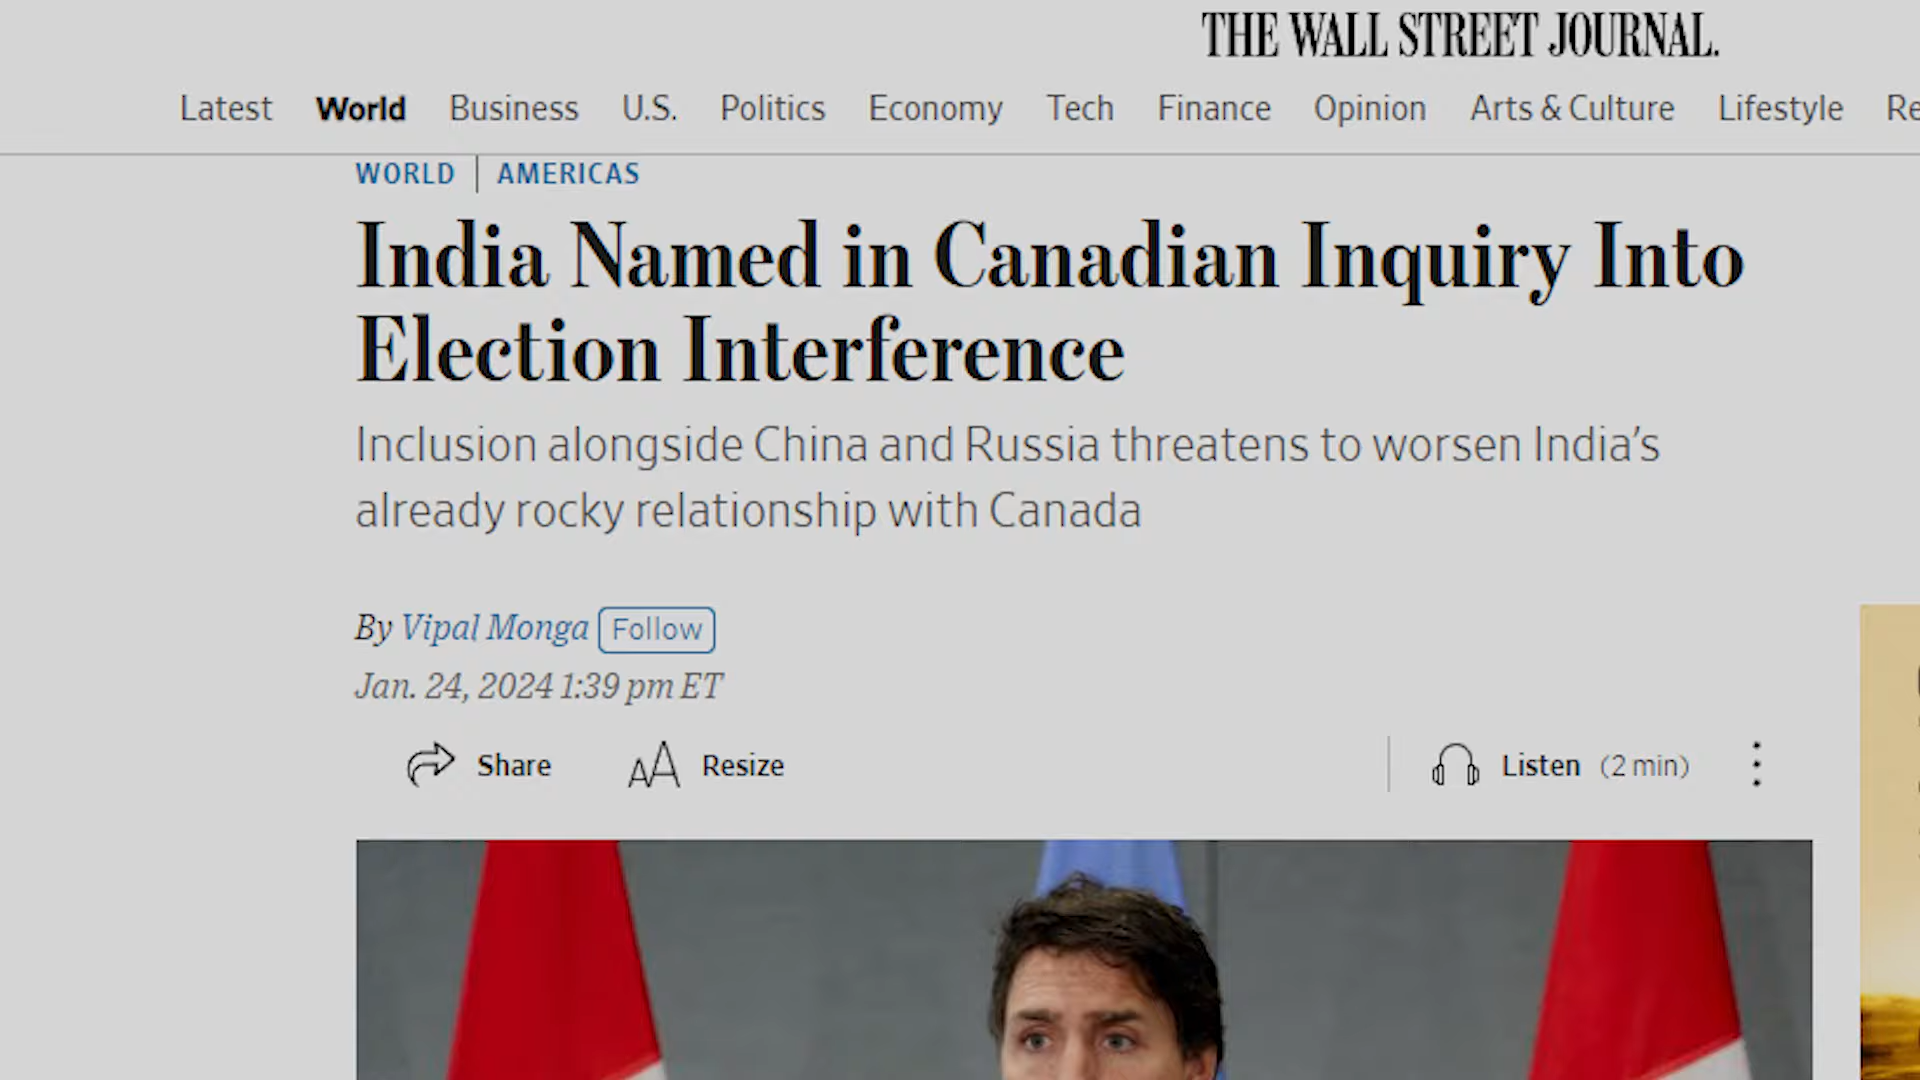 THE WALL STREET JOURNAL.
Latest World Business U.S. Politics Economy Tech Finance Opinion Arts & Culture Lifestyle
WORLD | AMERICAS
India Named in Canadian Inquiry Into
Election Interference
Inclusion alongside China and Russia threatens to worsen India’s
already rocky relationship with Canada
By Vipal Monga Follow
Jan. 24, 2024 1:39 pm ET
Share Resize Listen (2 min)